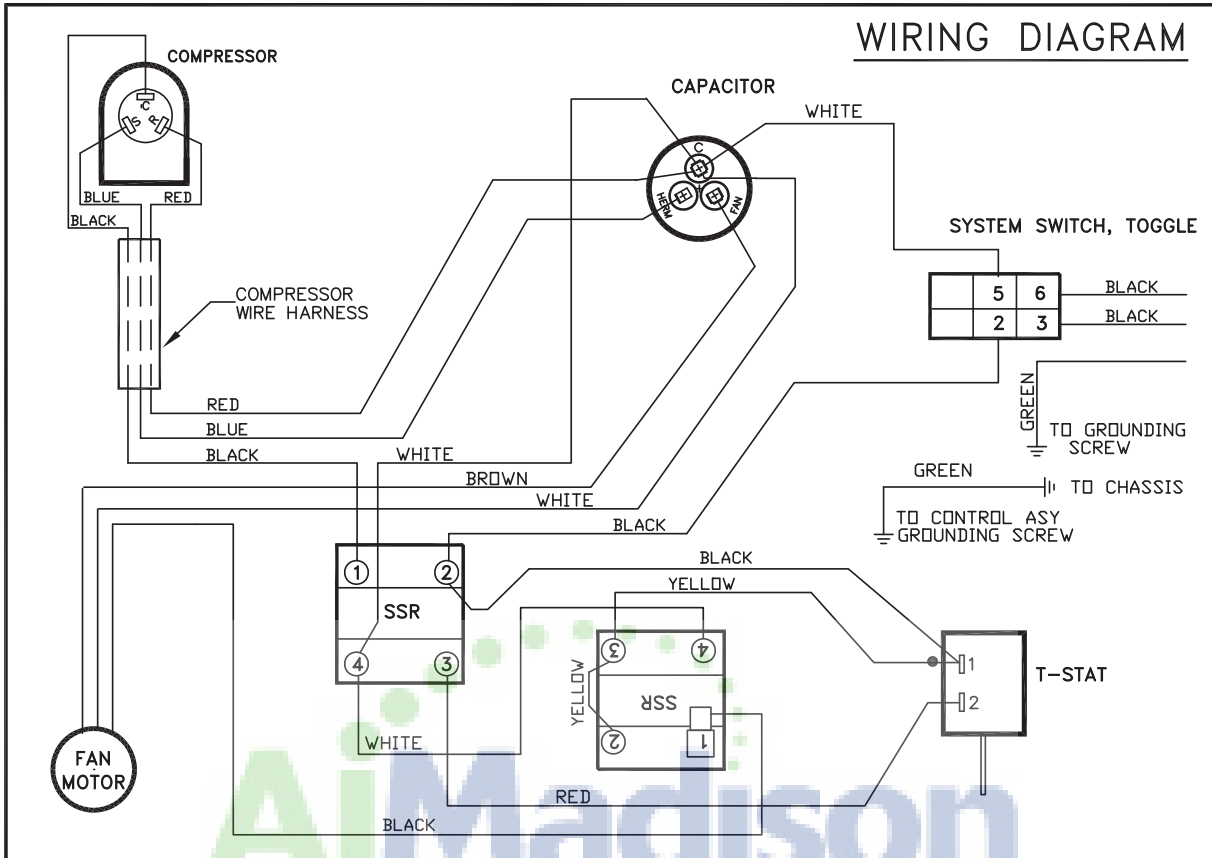 WIRING DIAGRAM
COMPRESSOR
C
S
R
BLUE
RED
BLACK
COMPRESSOR
WIRE HARNESS
CAPACITOR
C
HERM
FAN
WHITE
SYSTEM SWITCH, TOGGLE
5 6
2 3
BLACK
BLACK
GREEN
TO GROUNDING
SCREW
GREEN
TO CHASSIS
TO CONTROL ASY
GROUNDING SCREW
RED
BLUE
BLACK
WHITE
BROWN
WHITE
BLACK
BLACK
YELLOW
1 2
SSR
4 3
3 4
SSR
2 1
YELLOW
1
2
T-STAT
WHITE
RED
BLACK
FAN
MOTOR
AiMadison